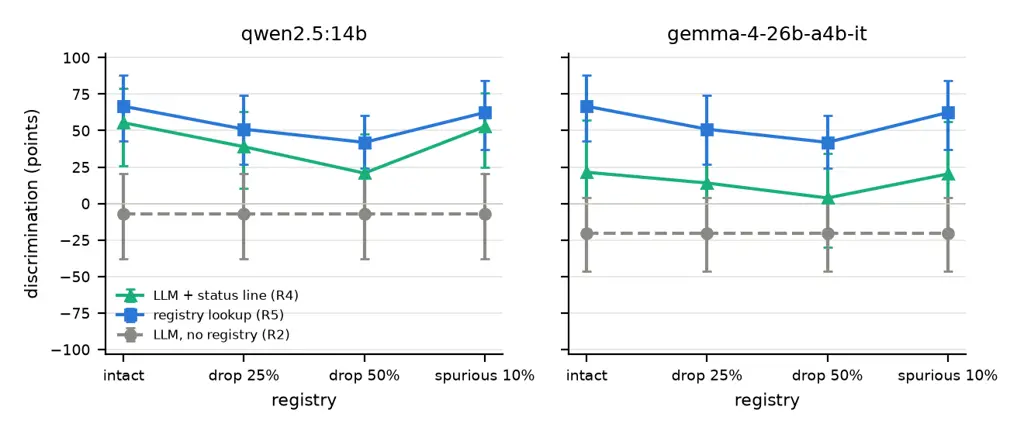 qwen2.5:14b
gemma-4-26b-a4b-it
discrimination (points)
100
75
50
25
0
−25
−50
−75
−100
LLM + status line (R4)
registry lookup (R5)
LLM, no registry (R2)
intact
drop 25%
drop 50%
spurious 10%
registry
intact
drop 25%
drop 50%
spurious 10%
registry